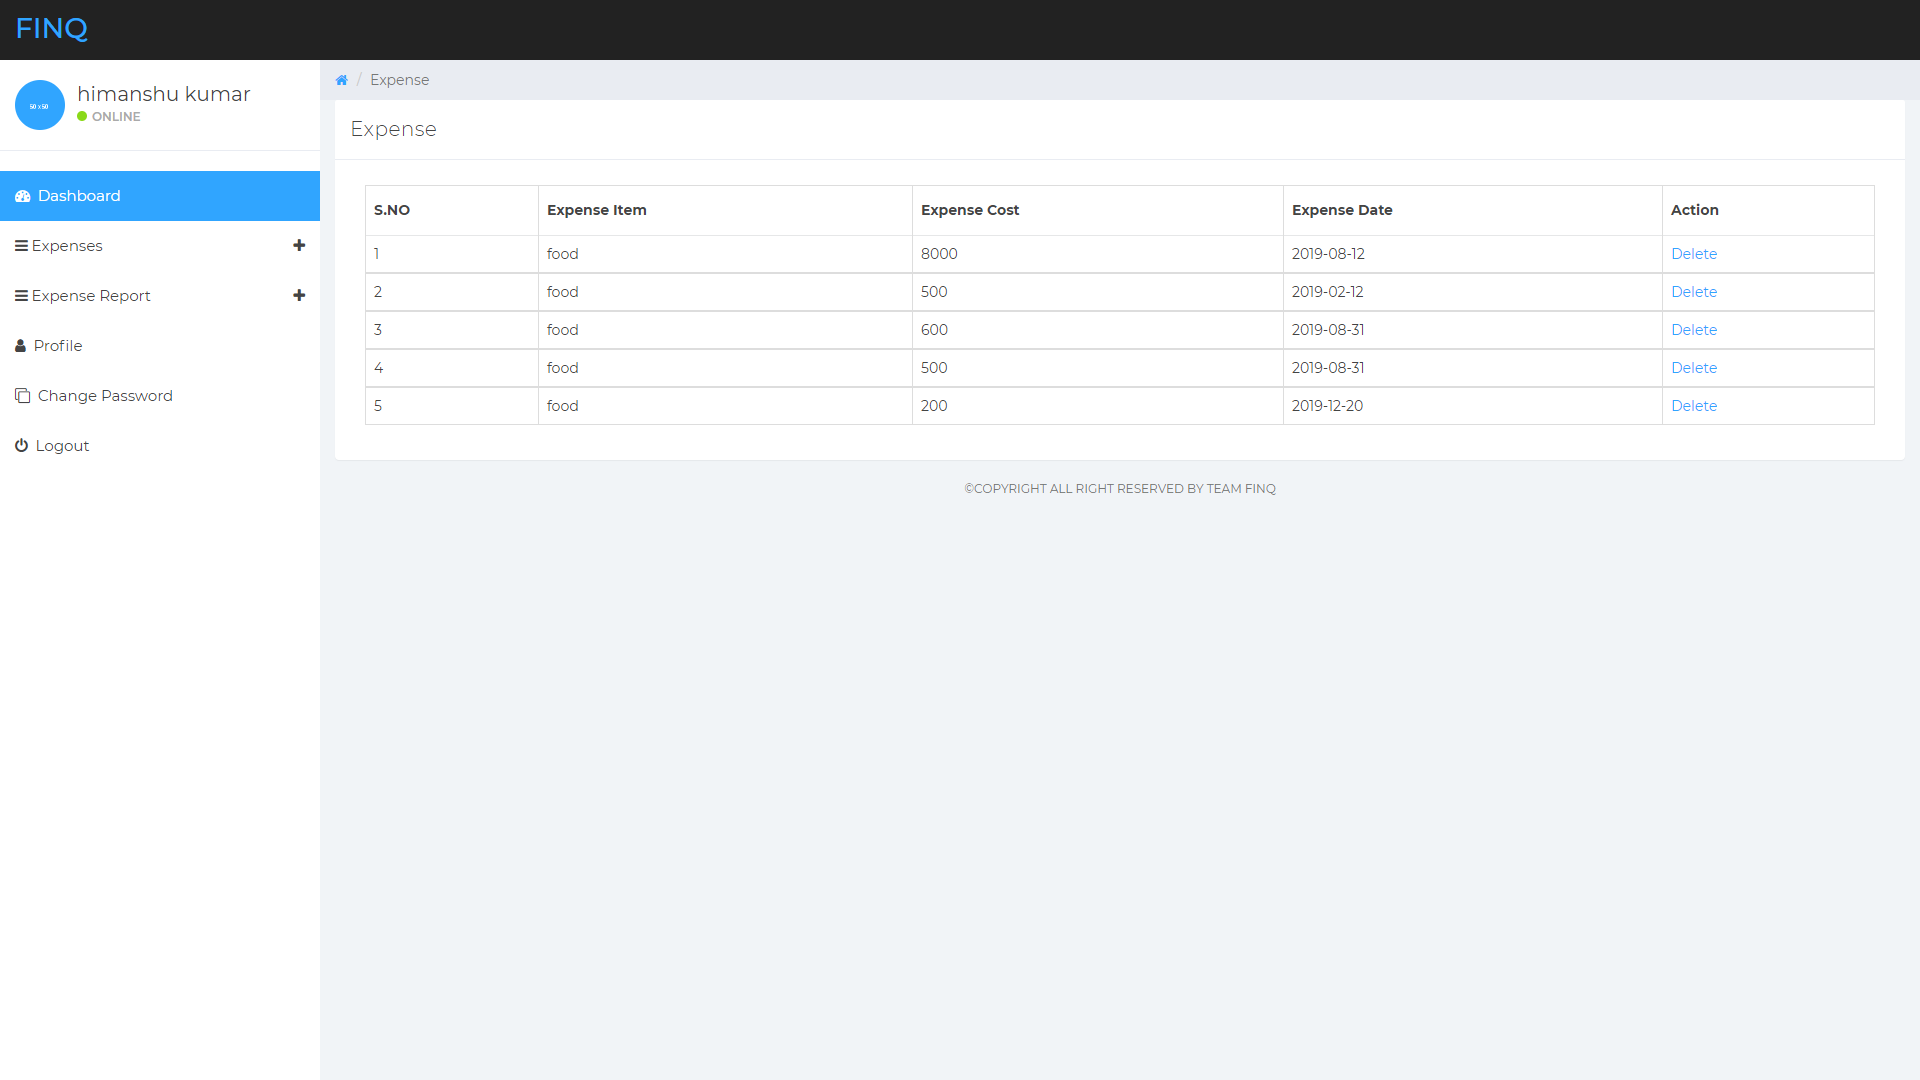 FINQ
50 x 50
himanshu kumar
ONLINE
Dashboard
Expenses
Expense Report
Profile
Change Password
Logout
/ Expense
Expense
S.NO Expense Item Expense Cost Expense Date Action
1 food 8000 2019-08-12 Delete
2 food 500 2019-02-12 Delete
3 food 600 2019-08-31 Delete
4 food 500 2019-08-31 Delete
5 food 200 2019-12-20 Delete
©COPYRIGHT ALL RIGHT RESERVED BY TEAM FINQ